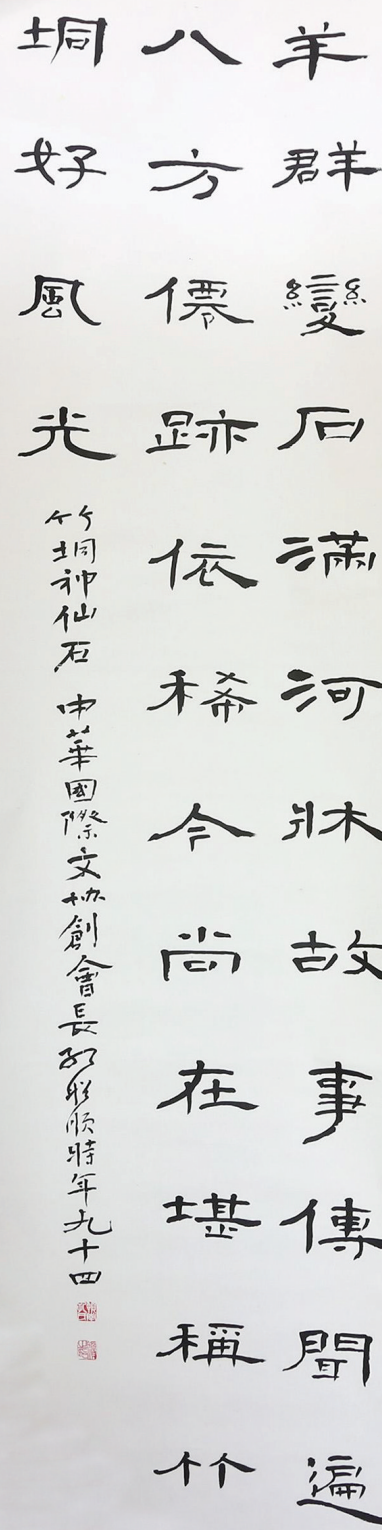 羊群變石滿河牀故事傳聞遍
八方僊跡依稀今尚在堪稱竹
垌好風光
竹垌神仙石 中華國際文协創會長 順時年九十四